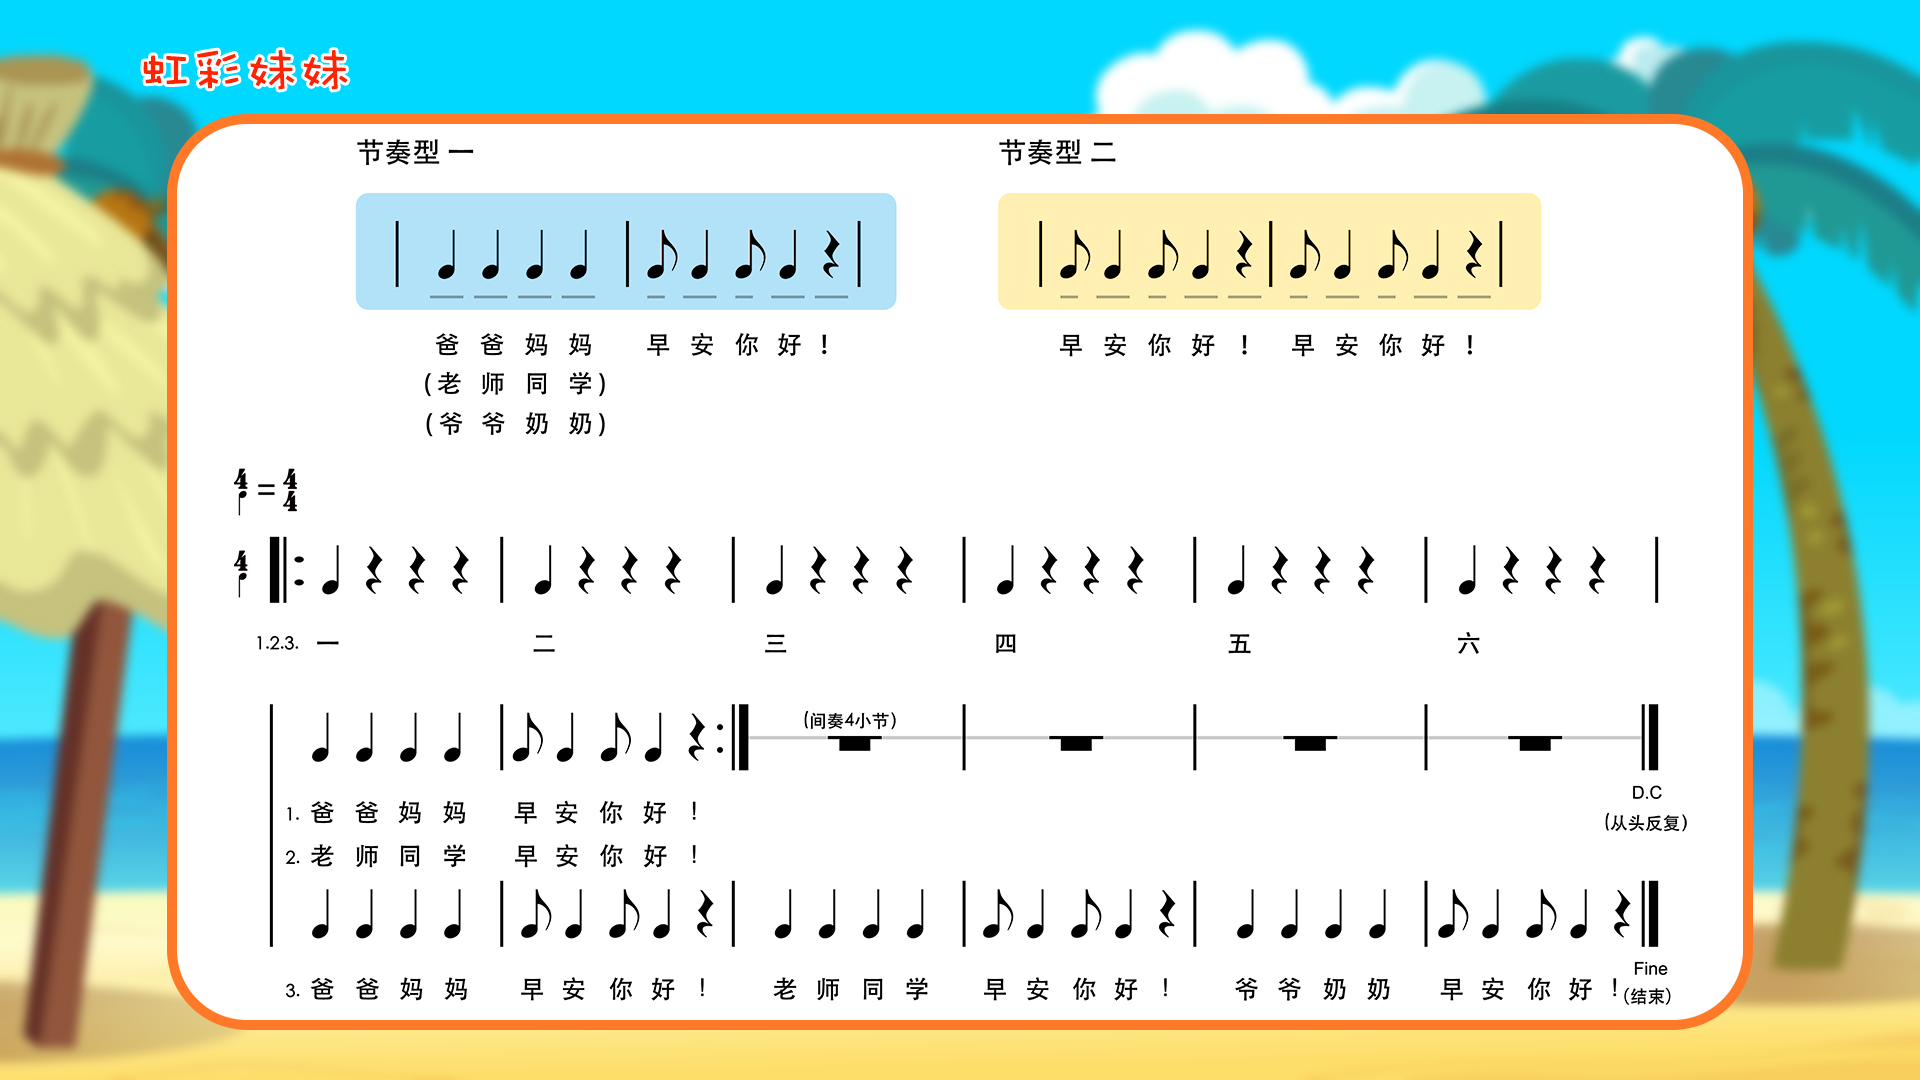 虹彩妹妹
节奏型 一
节奏型 二
爸 爸 妈 妈 早 安 你 好 !
早 安 你 好 ! 早 安 你 好 !
(老 师 同 学)
(爷 爷 奶 奶)
4 = 4/4
4
1.2.3. 一 二 三 四 五 六
(间奏4小节)
D.C
1. 爸 爸 妈 妈 早 安 你 好 !
(从头反复)
2. 老 师 同 学 早 安 你 好 !
Fine
3. 爸 爸 妈 妈 早 安 你 好 ! 老 师 同 学 早 安 你 好 ! 爷 爷 奶 奶 早 安 你 好 !
(结束)